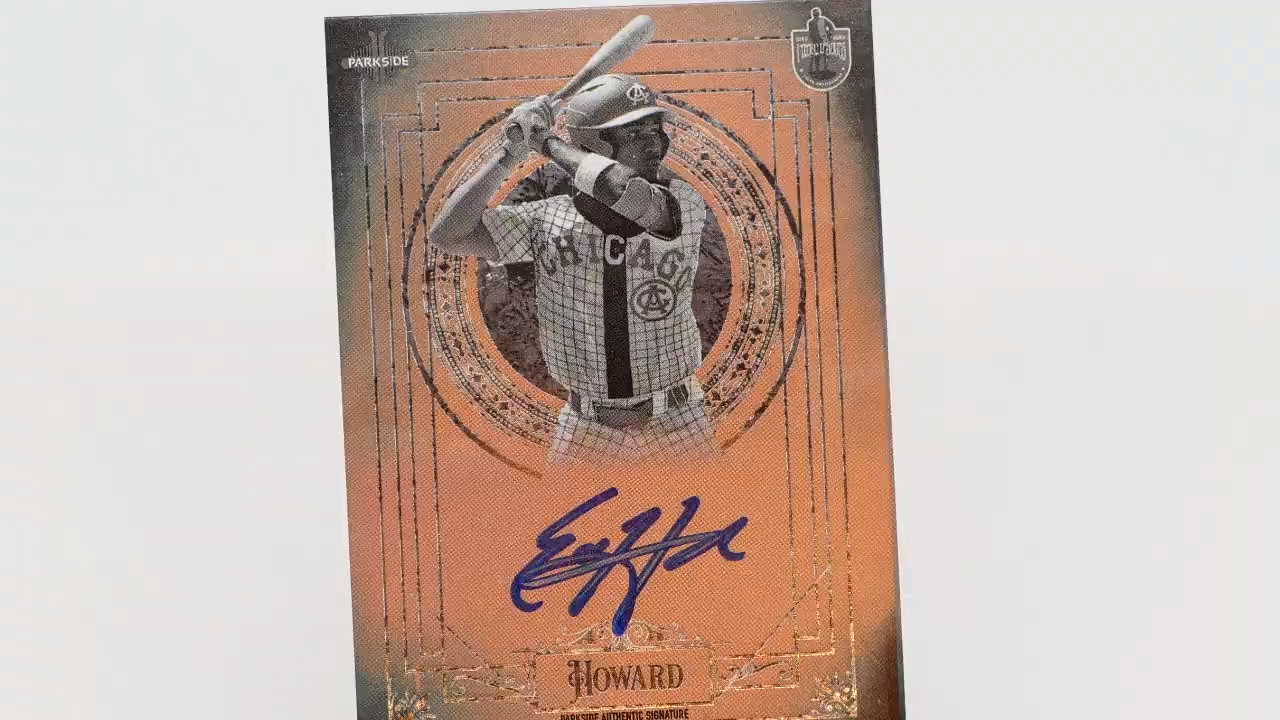 PARKSIDE
CHICAGO
HOWARD
PARKSIDE AUTHENTIC SIGNATURE